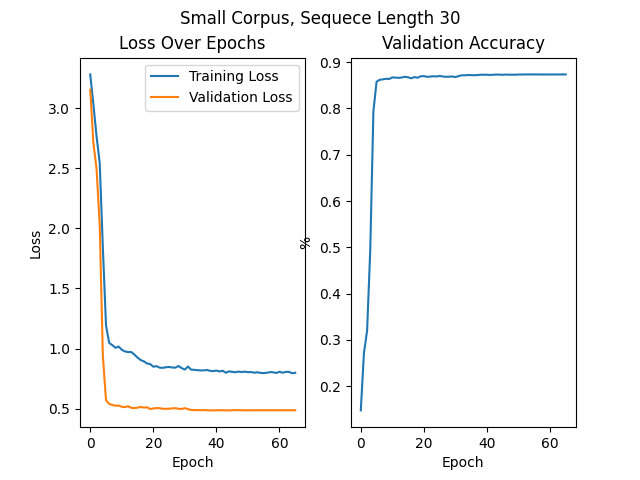 Small Corpus, Sequece Length 30
Loss Over Epochs
Validation Accuracy
Training Loss
Validation Loss
Loss
3.0
2.5
2.0
1.5
1.0
0.5
0
20
40
60
Epoch
%
0.9
0.8
0.7
0.6
0.5
0.4
0.3
0.2
0
20
40
60
Epoch